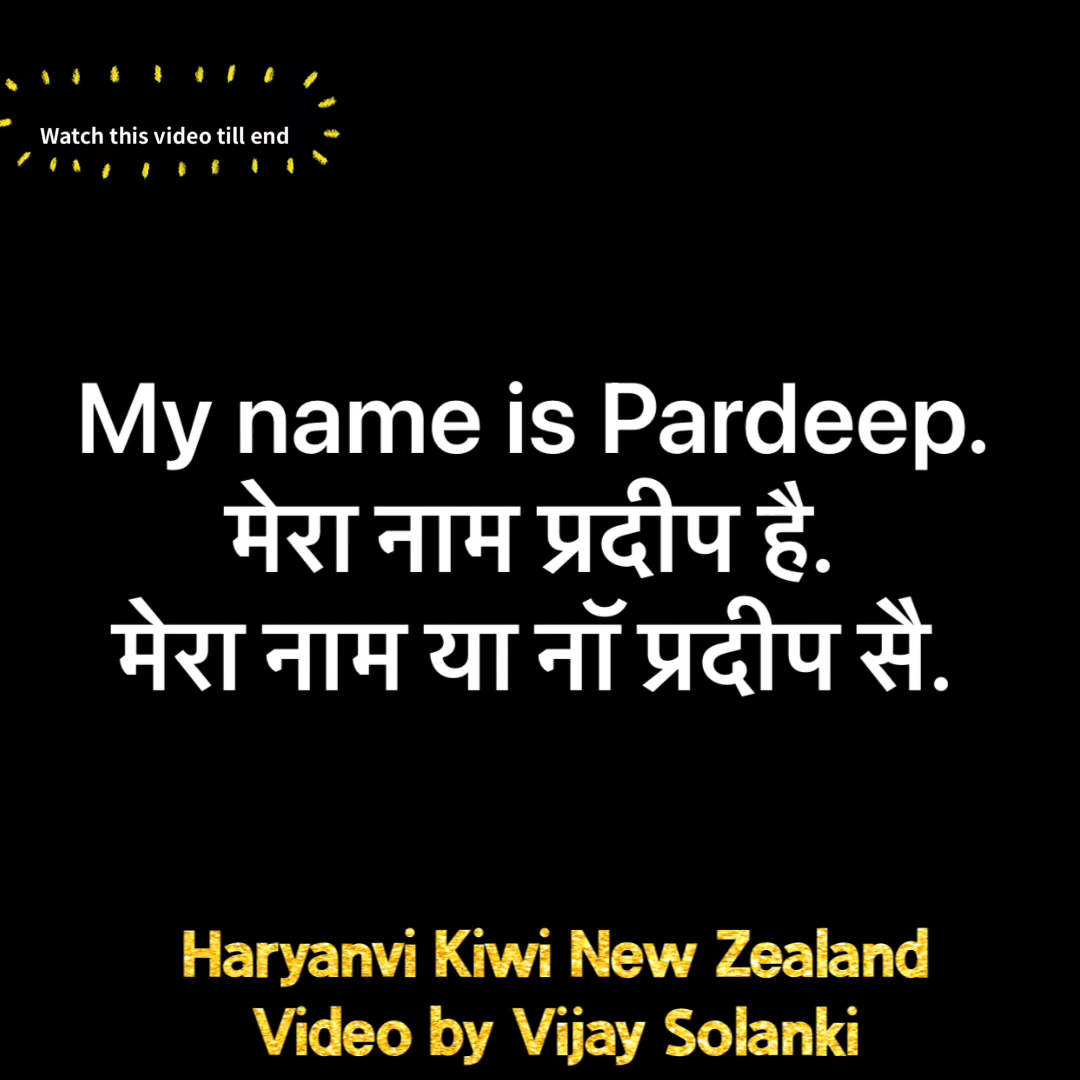 Watch this video till end
My name is Pardeep.
मेरा नाम प्रदीप है.
मेरा नाम या नॉ प्रदीप सै.
Haryanvi Kiwi New Zealand
Video by Vijay Solanki